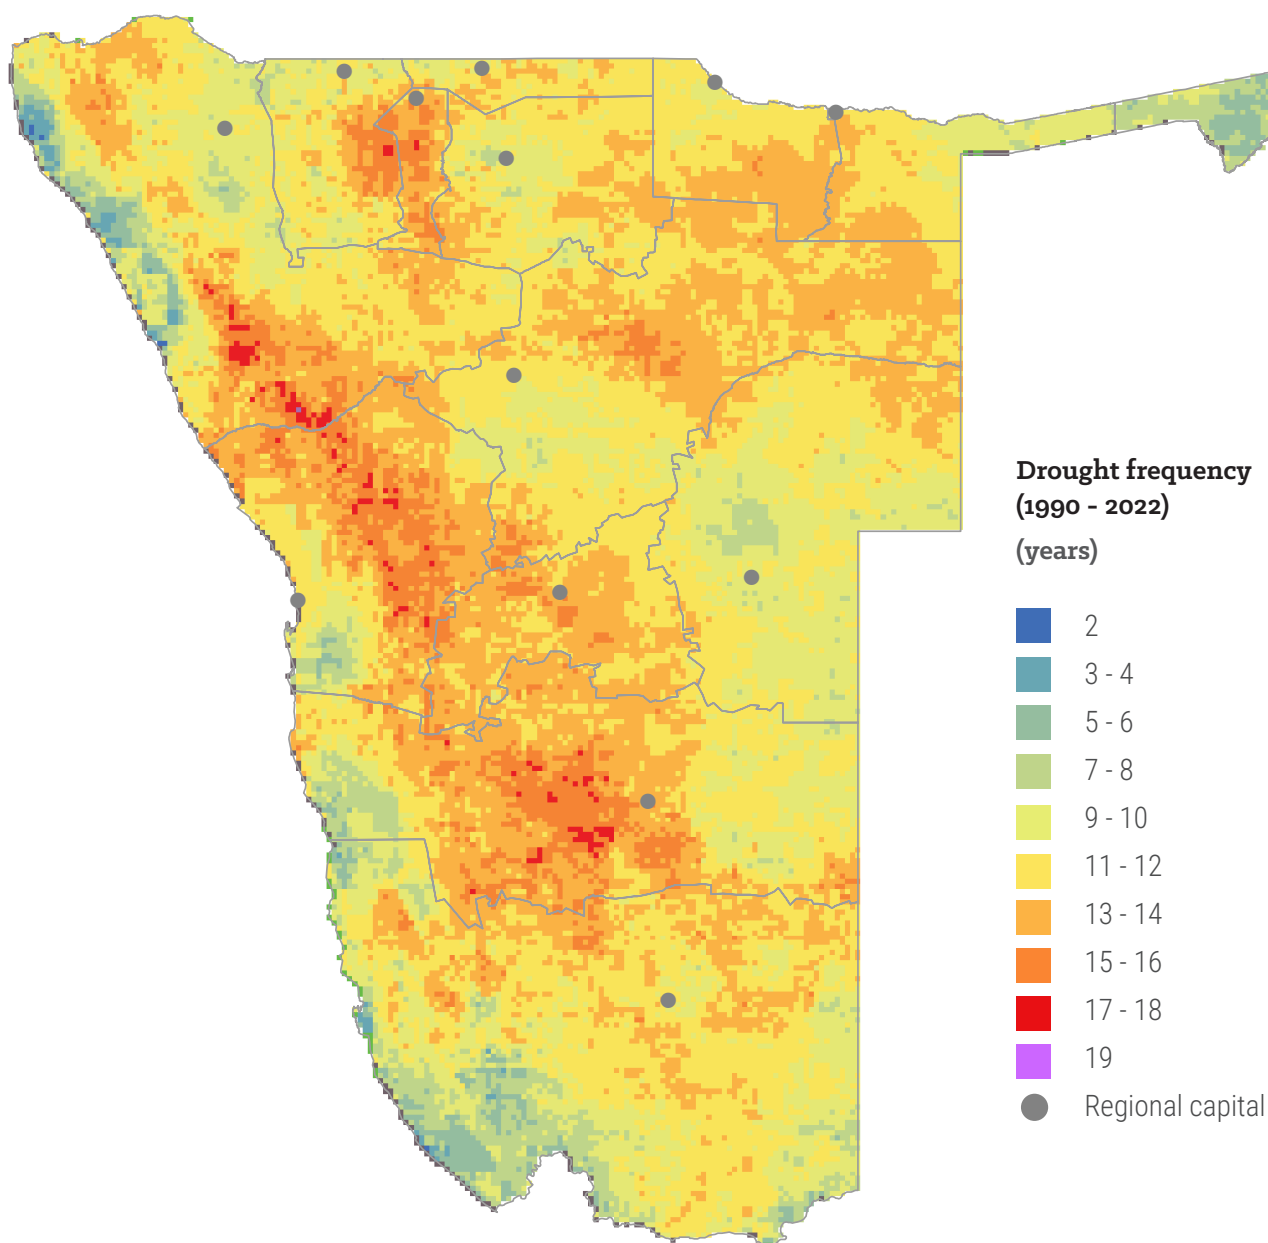 Drought frequency
(1990 - 2022)
(years)
2
3 - 4
5 - 6
7 - 8
9 - 10
11 - 12
13 - 14
15 - 16
17 - 18
19
Regional capital